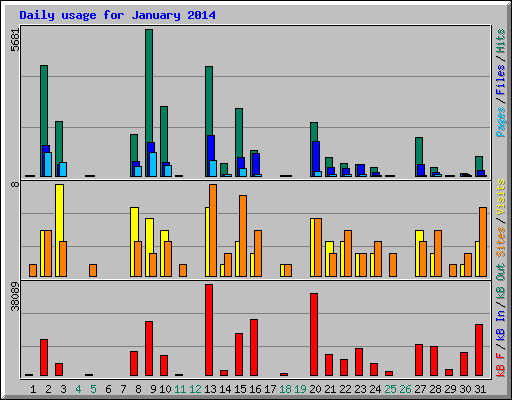 Daily usage for January 2014
5681
Pages / Files / Hits
8
Sites / Visits
38089
kB F / kB In / kB Out
1 2 3 4 5 6 7 8 9 10 11 12 13 14 15 16 17 18 19 20 21 22 23 24 25 26 27 28 29 30 31